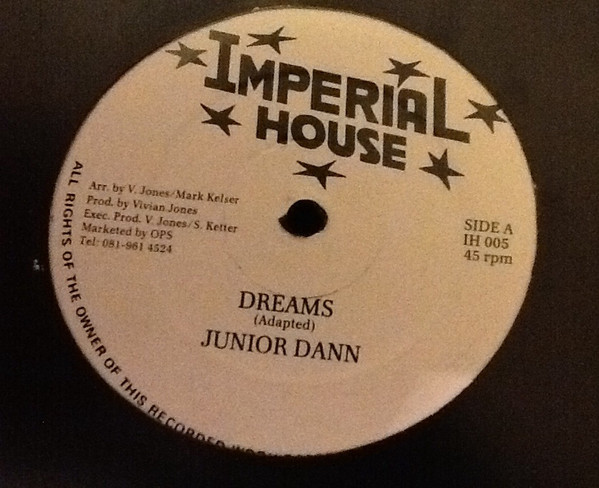 IMPERIAL
HOUSE
Arr. by V. Jones/Mark Kelser
Prod. by Vivian Jones
Exec. Prod. V. Jones/S. Ketter
Marketed by OPS
Tel: 081-961 4524
SIDE A
IH 005
45 rpm
DREAMS
(Adapted)
JUNIOR DANN
ALL RIGHTS OF THE OWNER OF THIS RECORDED